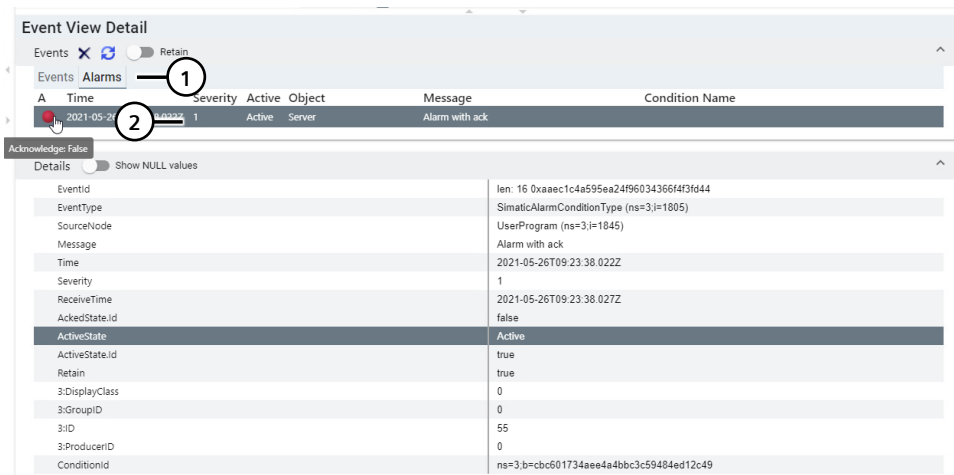 Event View Detail
Events Retain
Events Alarms 1
A Time Severity Active Object Message Condition Name
2 1 Active Server Alarm with ack
Acknowledge: False
Details Show NULL values
EventId len: 16 0xaaec1c4a595ea24f96034366f4f3fd44
EventType SimaticAlarmConditionType (ns=3;i=1805)
SourceNode UserProgram (ns=3;i=1845)
Message Alarm with ack
Time 2021-05-26T09:23:38.022Z
Severity 1
ReceiveTime 2021-05-26T09:23:38.027Z
AckedState.Id false
ActiveState Active
ActiveState.Id true
Retain true
3:DisplayClass 0
3:GroupID 0
3:ID 55
3:ProducerID 0
ConditionId ns=3;b=cbc601734aee4a4bbc3c59484ed12c49